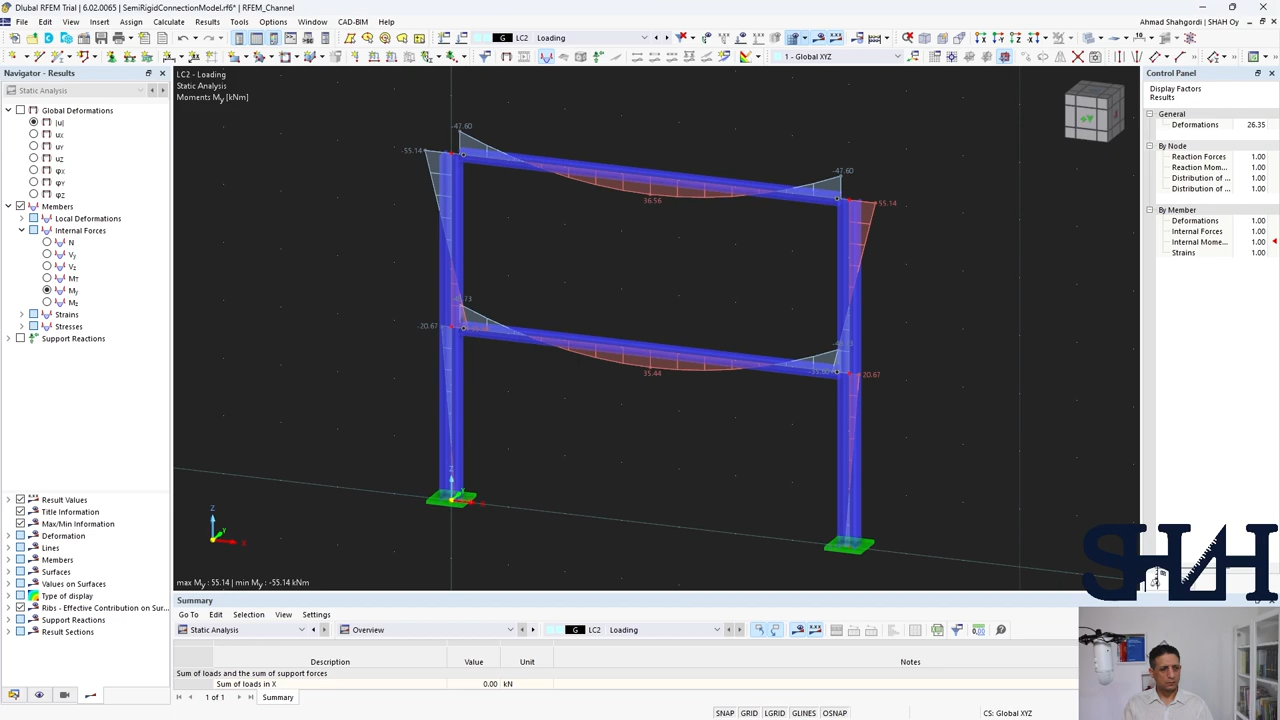 Dlubal RFEM Trial | 6.02.0065 | SemiRigidConnectionModel.rf6* | RFEM_Channel
File Edit View Insert Assign Calculate Results Tools Options Window CAD-BIM Help
Ahmad Shahgordi | SHAH Oy
G LC2 Loading
1 - Global XYZ
Navigator - Results
Static Analysis
Global Deformations
|u|
uX
uY
uZ
φX
φY
φZ
Members
Local Deformations
Internal Forces
N
Vy
Vz
MT
My
Mz
Strains
Stresses
Support Reactions
Result Values
Title Information
Max/Min Information
Deformation
Lines
Members
Surfaces
Values on Surfaces
Type of display
Ribs - Effective Contribution on Sur...
Support Reactions
Result Sections
LC2 - Loading
Static Analysis
Moments My [kNm]
-47.60
-55.14
36.56
-47.60
55.14
-20.67
35.44
20.67
Z
X
Z
Y
X
+Y
max My : 55.14 | min My : -55.14 kNm
Control Panel
Display Factors
Results
General
Deformations 26.35
By Node
Reaction Forces 1.00
Reaction Mom... 1.00
Distribution of ... 1.00
Distribution of ... 1.00
By Member
Deformations 1.00
Internal Forces 1.00
Internal Mome... 1.00
Strains 1.00
SHAH
Summary
Go To Edit Selection View Settings
Static Analysis Overview G LC2 Loading
Description Value Unit Notes
Sum of loads and the sum of support forces
Sum of loads in X 0.00 kN
1 of 1 Summary
SNAP GRID LGRID GLINES OSNAP CS: Global XYZ